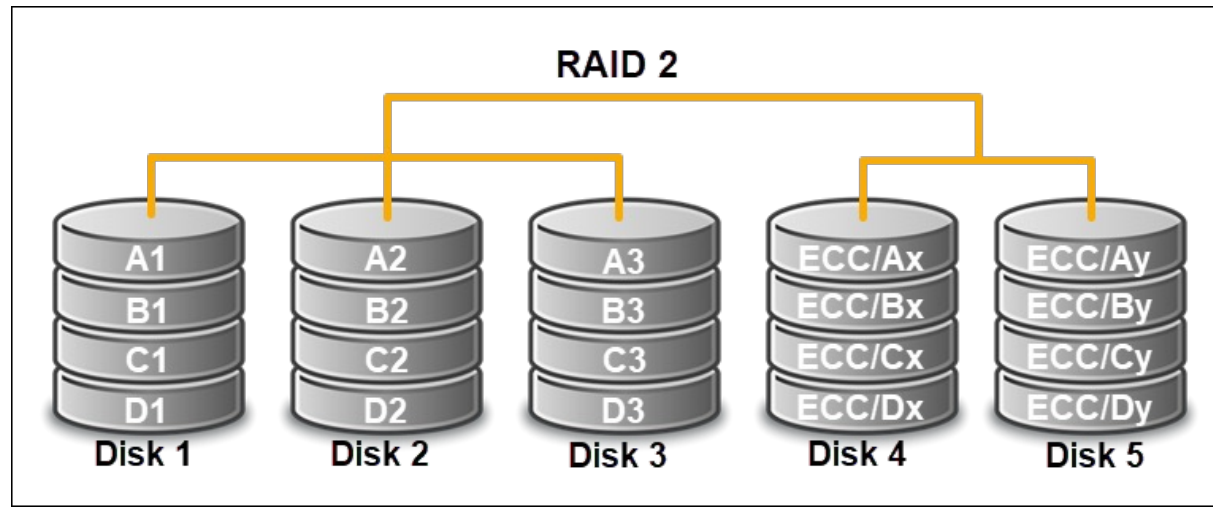 RAID 2
A1 A2 A3 ECC/Ax ECC/Ay
B1 B2 B3 ECC/Bx ECC/By
C1 C2 C3 ECC/Cx ECC/Cy
D1 D2 D3 ECC/Dx ECC/Dy
Disk 1 Disk 2 Disk 3 Disk 4 Disk 5